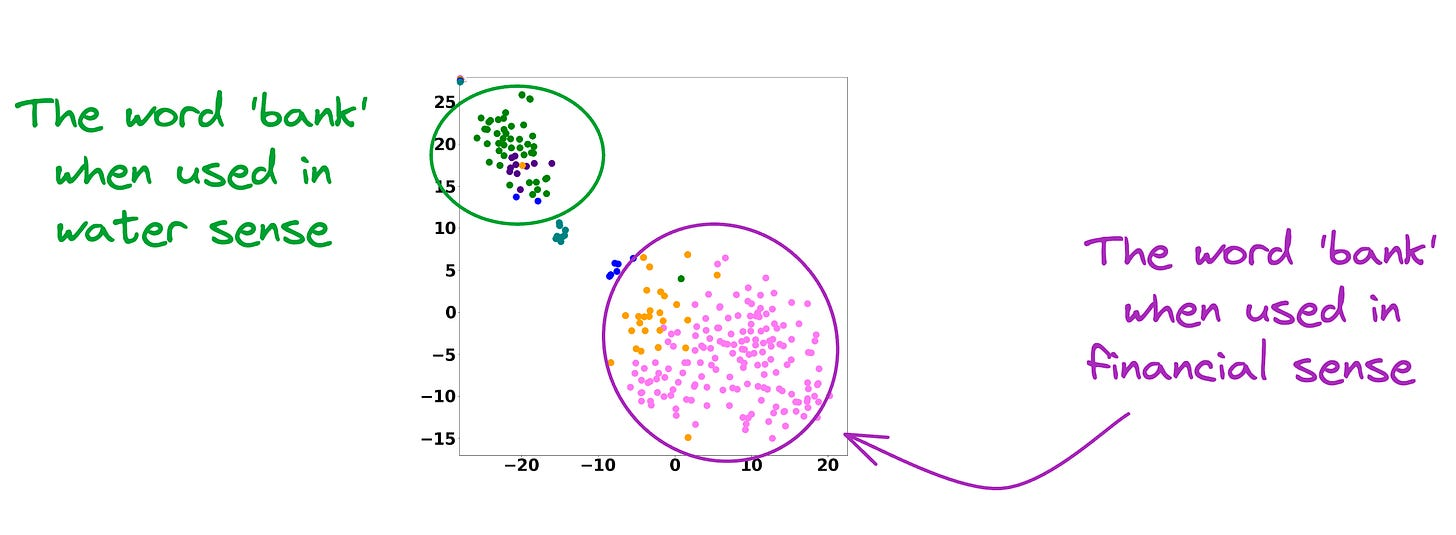 The word 'bank'
when used in
water sense
25
20
15
10
5
0
−5
−10
−15
−20 −10 0 10 20
The word 'bank'
when used in
financial sense